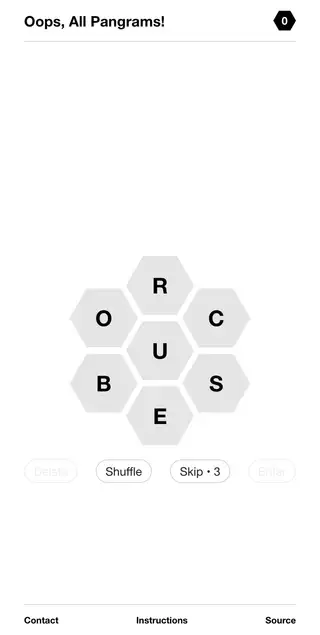 Oops, All Pangrams! 0
R
O C
U
B S
E
Delete Shuffle Skip • 3 Enter
Contact Instructions Source